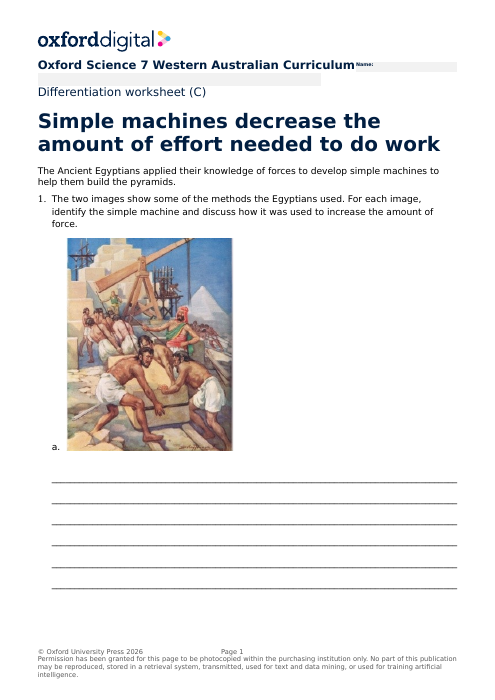 oxforddigital
Oxford Science 7 Western Australian Curriculum Name:
Differentiation worksheet (C)
Simple machines decrease the
amount of effort needed to do work
The Ancient Egyptians applied their knowledge of forces to develop simple machines to
help them build the pyramids.
1. The two images show some of the methods the Egyptians used. For each image,
identify the simple machine and discuss how it was used to increase the amount of
force.
a.
© Oxford University Press 2026 Page 1
Permission has been granted for this page to be photocopied within the purchasing institution only. No part of this publication
may be reproduced, stored in a retrieval system, transmitted, used for text and data mining, or used for training artificial
intelligence.